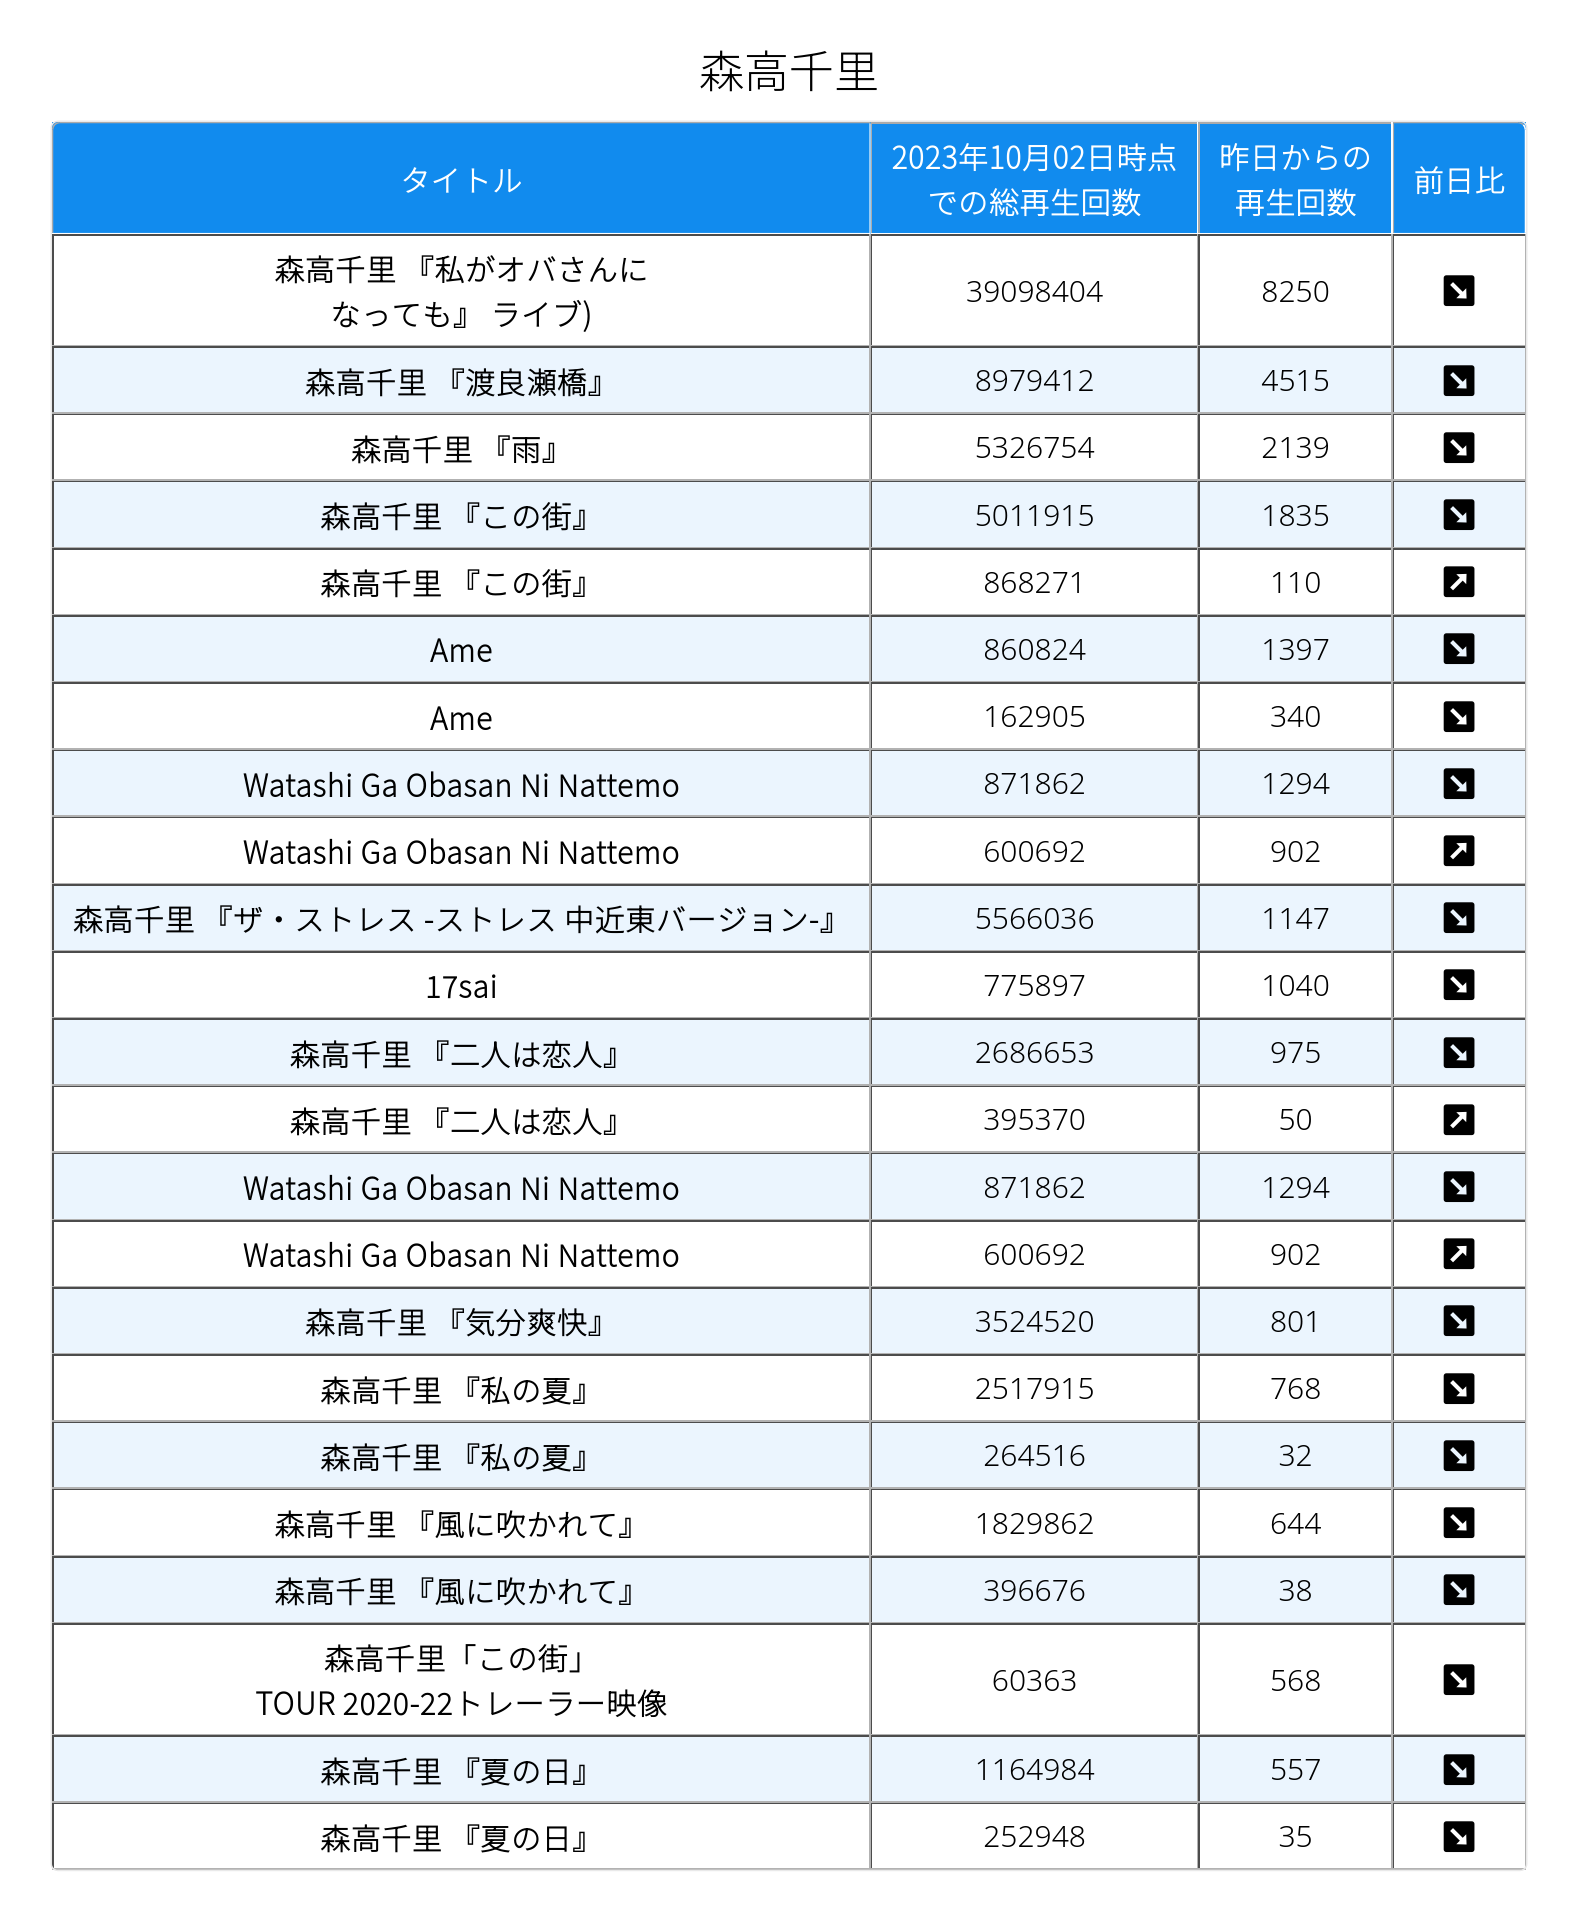 森高千里
タイトル 2023年10月02日時点での総再生回数 昨日からの再生回数 前日比
森高千里 『私がオバさんになっても』 ライブ) 39098404 8250 ↘
森高千里 『渡良瀬橋』 8979412 4515 ↘
森高千里 『雨』 5326754 2139 ↘
森高千里 『この街』 5011915 1835 ↘
森高千里 『この街』 868271 110 ↗
Ame 860824 1397 ↘
Ame 162905 340 ↘
Watashi Ga Obasan Ni Nattemo 871862 1294 ↘
Watashi Ga Obasan Ni Nattemo 600692 902 ↗
森高千里 『ザ・ストレス -ストレス 中近東バージョン-』 5566036 1147 ↘
17sai 775897 1040 ↘
森高千里 『二人は恋人』 2686653 975 ↘
森高千里 『二人は恋人』 395370 50 ↗
Watashi Ga Obasan Ni Nattemo 871862 1294 ↘
Watashi Ga Obasan Ni Nattemo 600692 902 ↗
森高千里 『気分爽快』 3524520 801 ↘
森高千里 『私の夏』 2517915 768 ↘
森高千里 『私の夏』 264516 32 ↘
森高千里 『風に吹かれて』 1829862 644 ↘
森高千里 『風に吹かれて』 396676 38 ↘
森高千里「この街」 TOUR 2020-22トレーラー映像 60363 568 ↘
森高千里 『夏の日』 1164984 557 ↘
森高千里 『夏の日』 252948 35 ↘